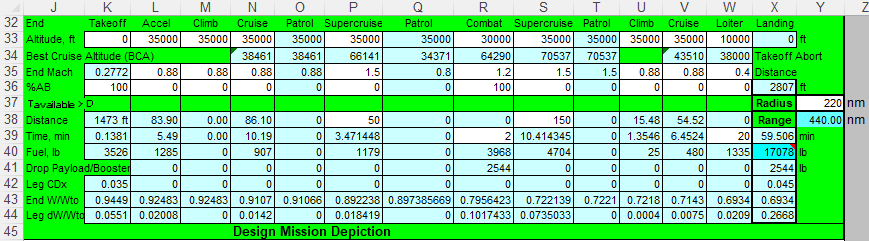 J K L M N O P Q R S T U V W X Y Z
32 End Takeoff Accel Climb Cruise Patrol Supercruise Patrol Combat Supercruise Patrol Climb Cruise Loiter Landing
33 Altitude, ft 0 35000 35000 35000 35000 35000 35000 30000 50000 35000 35000 35000 10000 0 ft
34 Best Cruise Altitude (BCA) 38461 38461 66141 34371 64290 70537 70537 43510 38000 Takeoff Abort
35 End Mach 0.2772 0.88 0.88 0.88 0.88 1.5 0.8 1.2 1.5 1.5 0.88 0.88 0.4 Distance
36 %AB 100 0 0 0 0 0 0 100 0 0 0 0 0 2807 ft
37 Tavailable > D Radius 220 nm
38 Distance 1473 ft 83.90 0.00 86.10 0 50 0 0 150 0 15.48 54.52 0 Range 440.00 nm
39 Time, min 0.1381 5.49 0.00 10.19 0 3.471448 0 2 10.414345 0 1.3546 6.4524 20 59.506 min
40 Fuel, lb 3526 1285 0 907 0 1179 0 3968 4704 0 25 480 1335 17078 lb
41 Drop Payload/Booster 0 0 0 0 0 0 2544 0 0 0 0 0 2544 lb
42 Leg CDx 0.035 0 0 0 0 0 0 0 0 0 0 0 0 0.045
43 End W/Wto 0.9449 0.92483 0.92483 0.9107 0.91066 0.892238 0.897385669 0.7956423 0.722139 0.7221 0.7218 0.7143 0.6934 0.6934
44 Leg dW/Wto 0.0551 0.02008 0 0.0142 0 0.018419 0 0.1017433 0.0735033 0 0.0004 0.0075 0.0209 0.2668
45 Design Mission Depiction